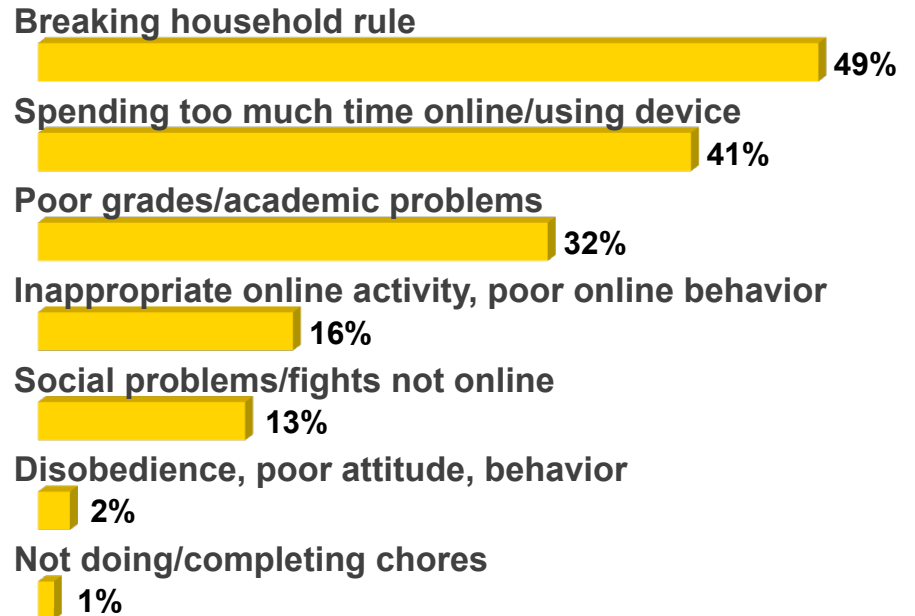 Breaking household rule
49%
Spending too much time online/using device
41%
Poor grades/academic problems
32%
Inappropriate online activity, poor online behavior
16%
Social problems/fights not online
13%
Disobedience, poor attitude, behavior
2%
Not doing/completing chores
1%